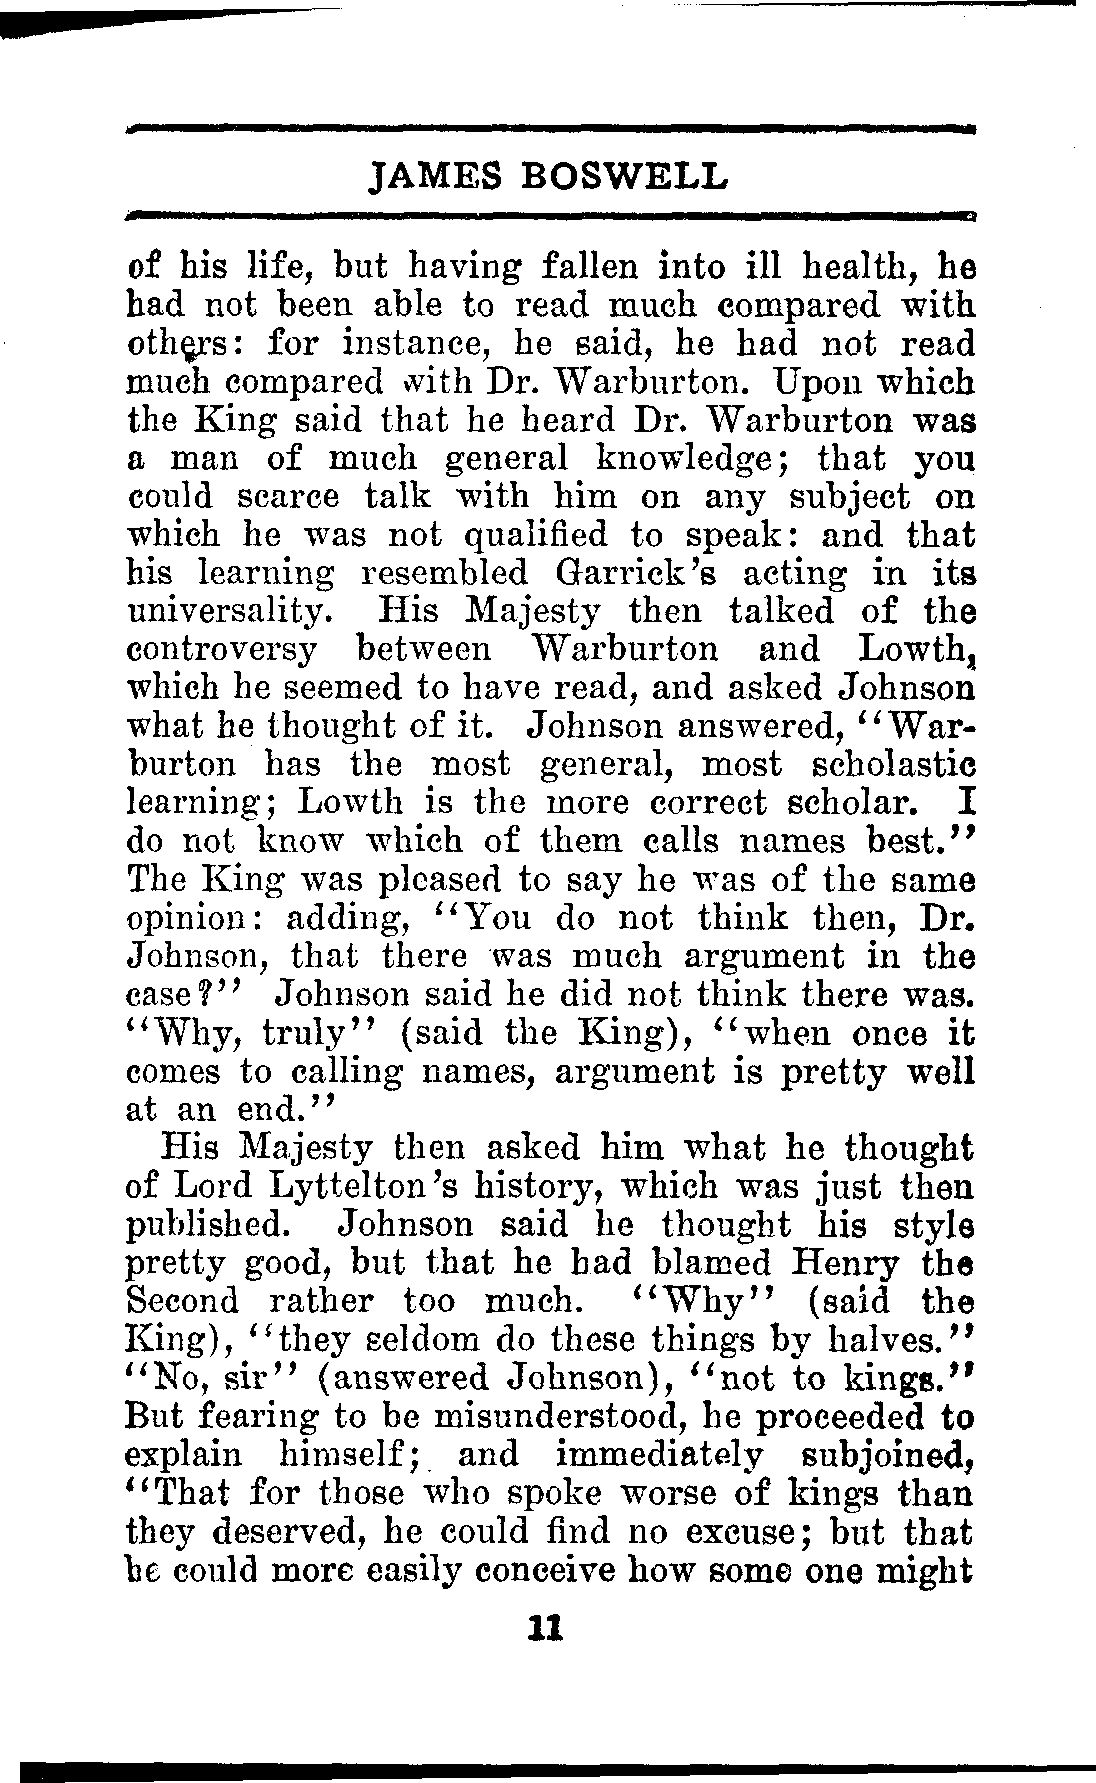 JAMES BOSWELL
of his life, but having fallen into ill health, he
had not been able to read much compared with
others: for instance, he said, he had not read
much compared with Dr. Warburton. Upon which
the King said that he heard Dr. Warburton was
a man of much general knowledge; that you
could scarce talk with him on any subject on
which he was not qualified to speak: and that
his learning resembled Garrick's acting in its
universality. His Majesty then talked of the
controversy between Warburton and Lowth,
which he seemed to have read, and asked Johnson
what he thought of it. Johnson answered, "War-
burton has the most general, most scholastic
learning; Lowth is the more correct scholar. I
do not know which of them calls names best."
The King was pleased to say he was of the same
opinion: adding, "You do not think then, Dr.
Johnson, that there was much argument in the
case?" Johnson said he did not think there was.
"Why, truly" (said the King), "when once it
comes to calling names, argument is pretty well
at an end."
His Majesty then asked him what he thought
of Lord Lyttelton's history, which was just then
published. Johnson said he thought his style
pretty good, but that he had blamed Henry the
Second rather too much. "Why" (said the
King), "they seldom do these things by halves."
"No, sir" (answered Johnson), "not to kings."
But fearing to be misunderstood, he proceeded to
explain himself; and immediately subjoined,
"That for those who spoke worse of kings than
they deserved, he could find no excuse; but that
he could more easily conceive how some one might
11